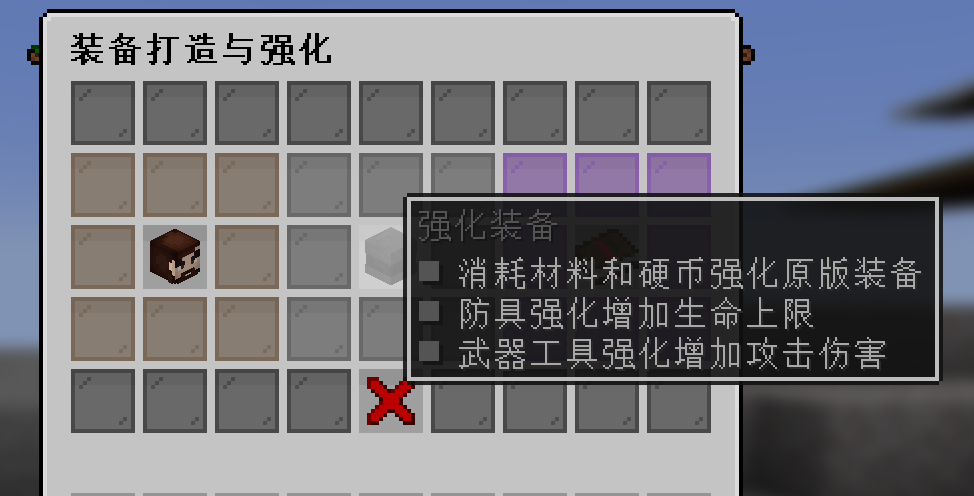 装备打造与强化
强化装备
消耗材料和硬币强化原版装备
防具强化增加生命上限
武器工具强化增加攻击伤害